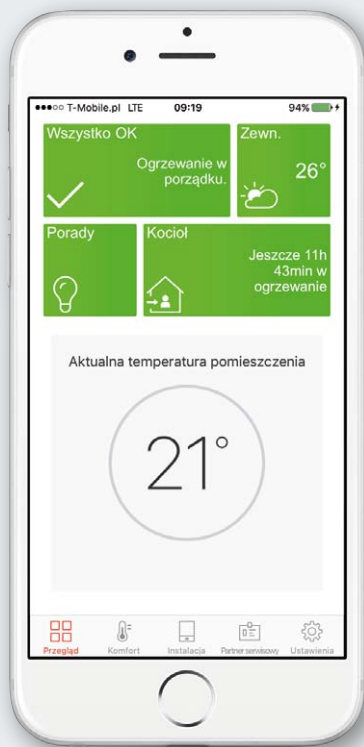 T-Mobile.pl LTE 09:19 94%
Wszystko OK
Ogrzewanie w
porządku.
Zewn.
26°
Porady
Kocioł
Jeszcze 11h
43min w
ogrzewanie
Aktualna temperatura pomieszczenia
21°
Przegląd Komfort Instalacja Partner serwisowy Ustawienia